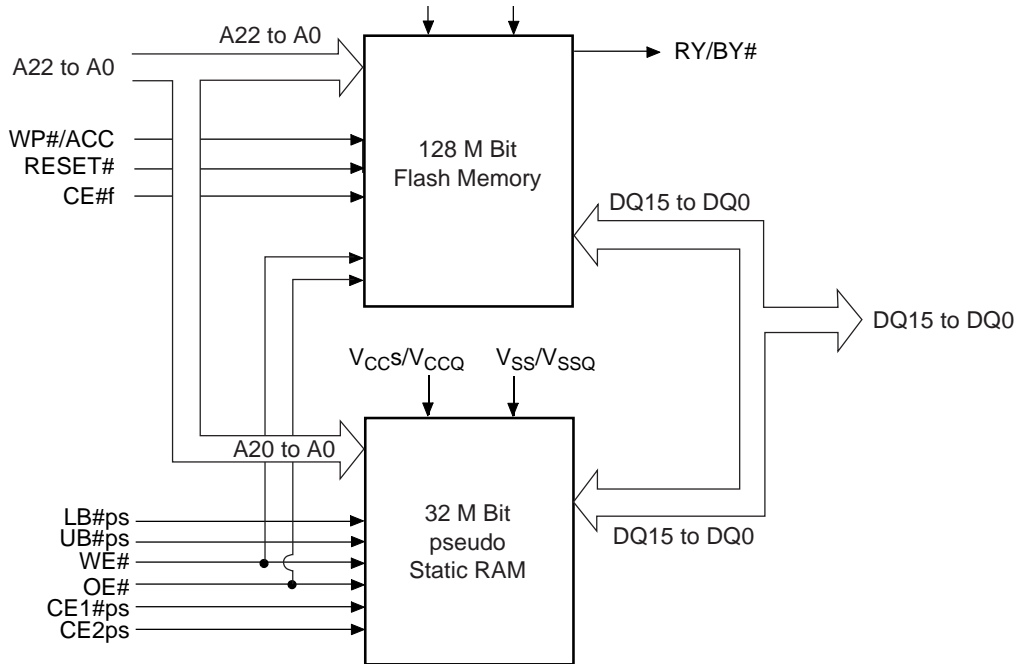 A22 to A0
A22 to A0
RY/BY#
WP#/ACC
RESET#
CE#f
128 M Bit
Flash Memory
DQ15 to DQ0
DQ15 to DQ0
VCCs/VCCQ
VSS/VSSQ
A20 to A0
LB#ps
UB#ps
WE#
OE#
CE1#ps
CE2ps
32 M Bit
pseudo
Static RAM
DQ15 to DQ0